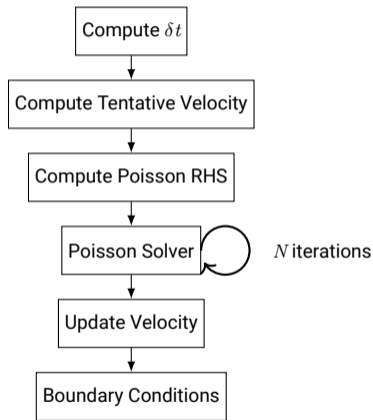 Compute δt
Compute Tentative Velocity
Compute Poisson RHS
Poisson Solver
N iterations
Update Velocity
Boundary Conditions